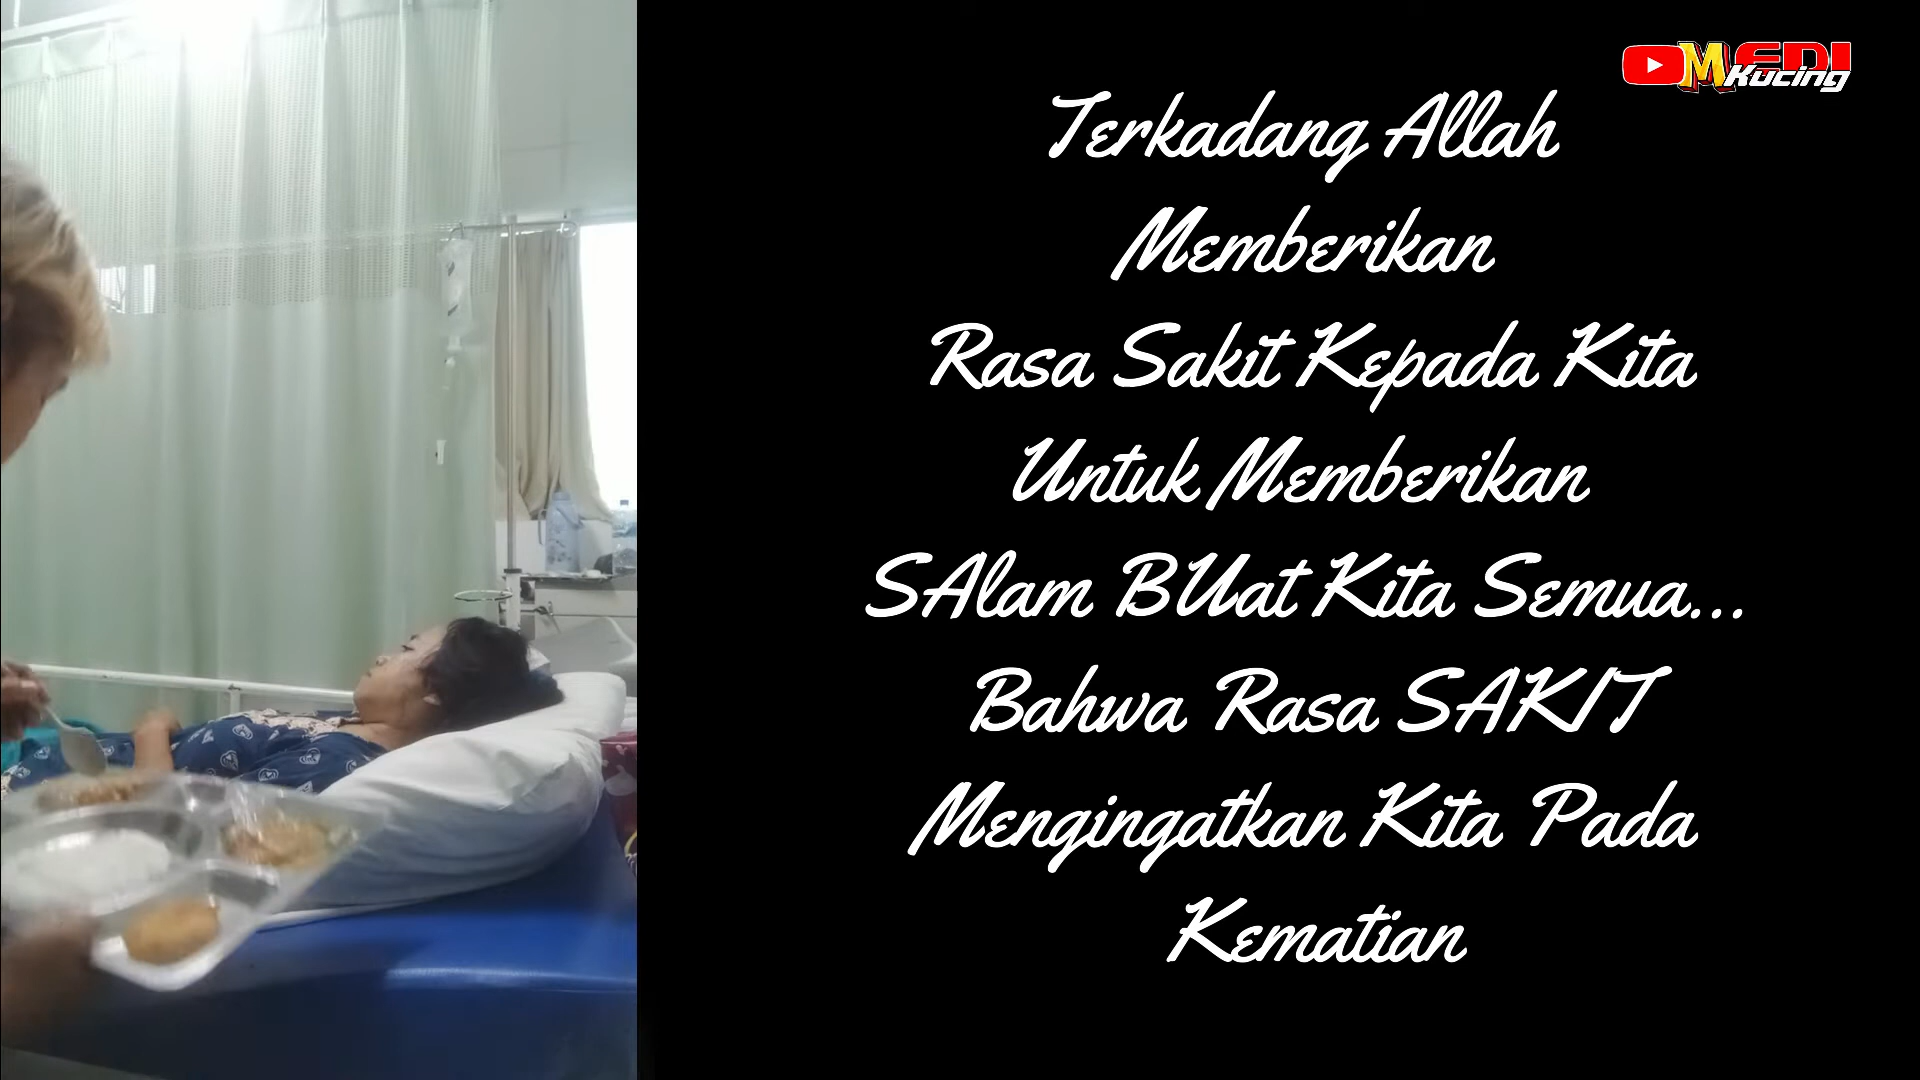 MEDI
Kucing
Terkadang Allah
Memberikan
Rasa Sakit Kepada Kita
Untuk Memberikan
SAlam BUat Kita Semua...
Bahwa Rasa SAKIT
Mengingatkan Kita Pada
Kematian